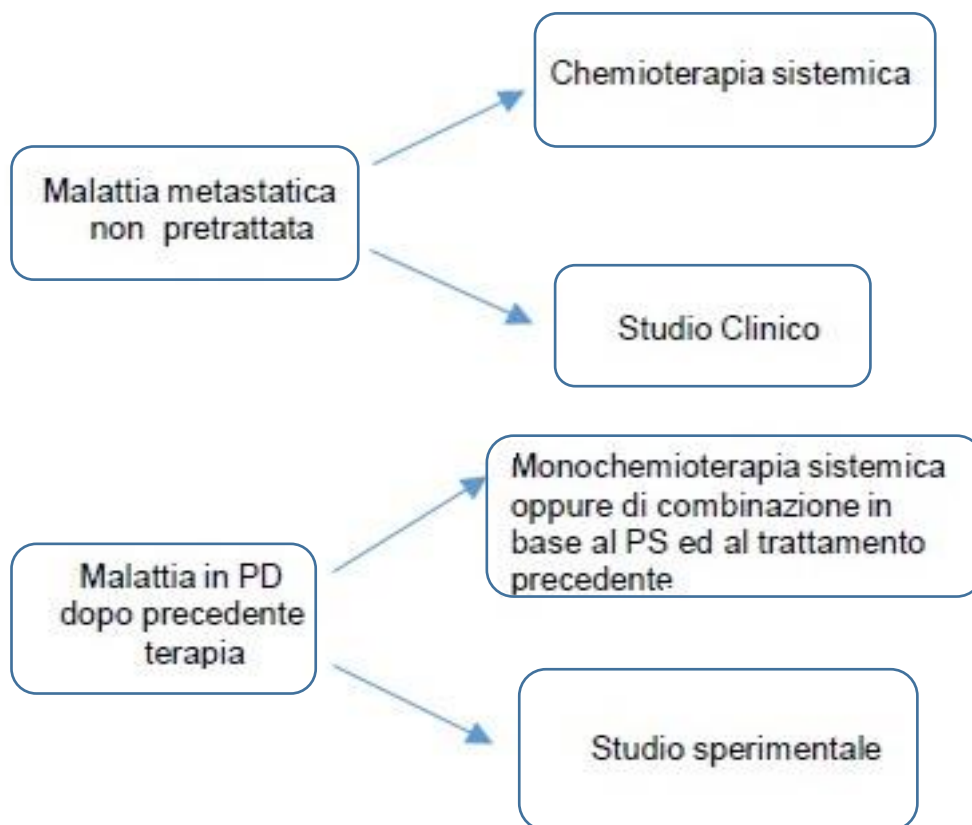 Chemioterapia sistemica
Malattia metastatica
non pretrattata
Studio Clinico
Monochemioterapia sistemica
oppure di combinazione in
base al PS ed al trattamento
precedente
Malattia in PD
dopo precedente
terapia
Studio sperimentale